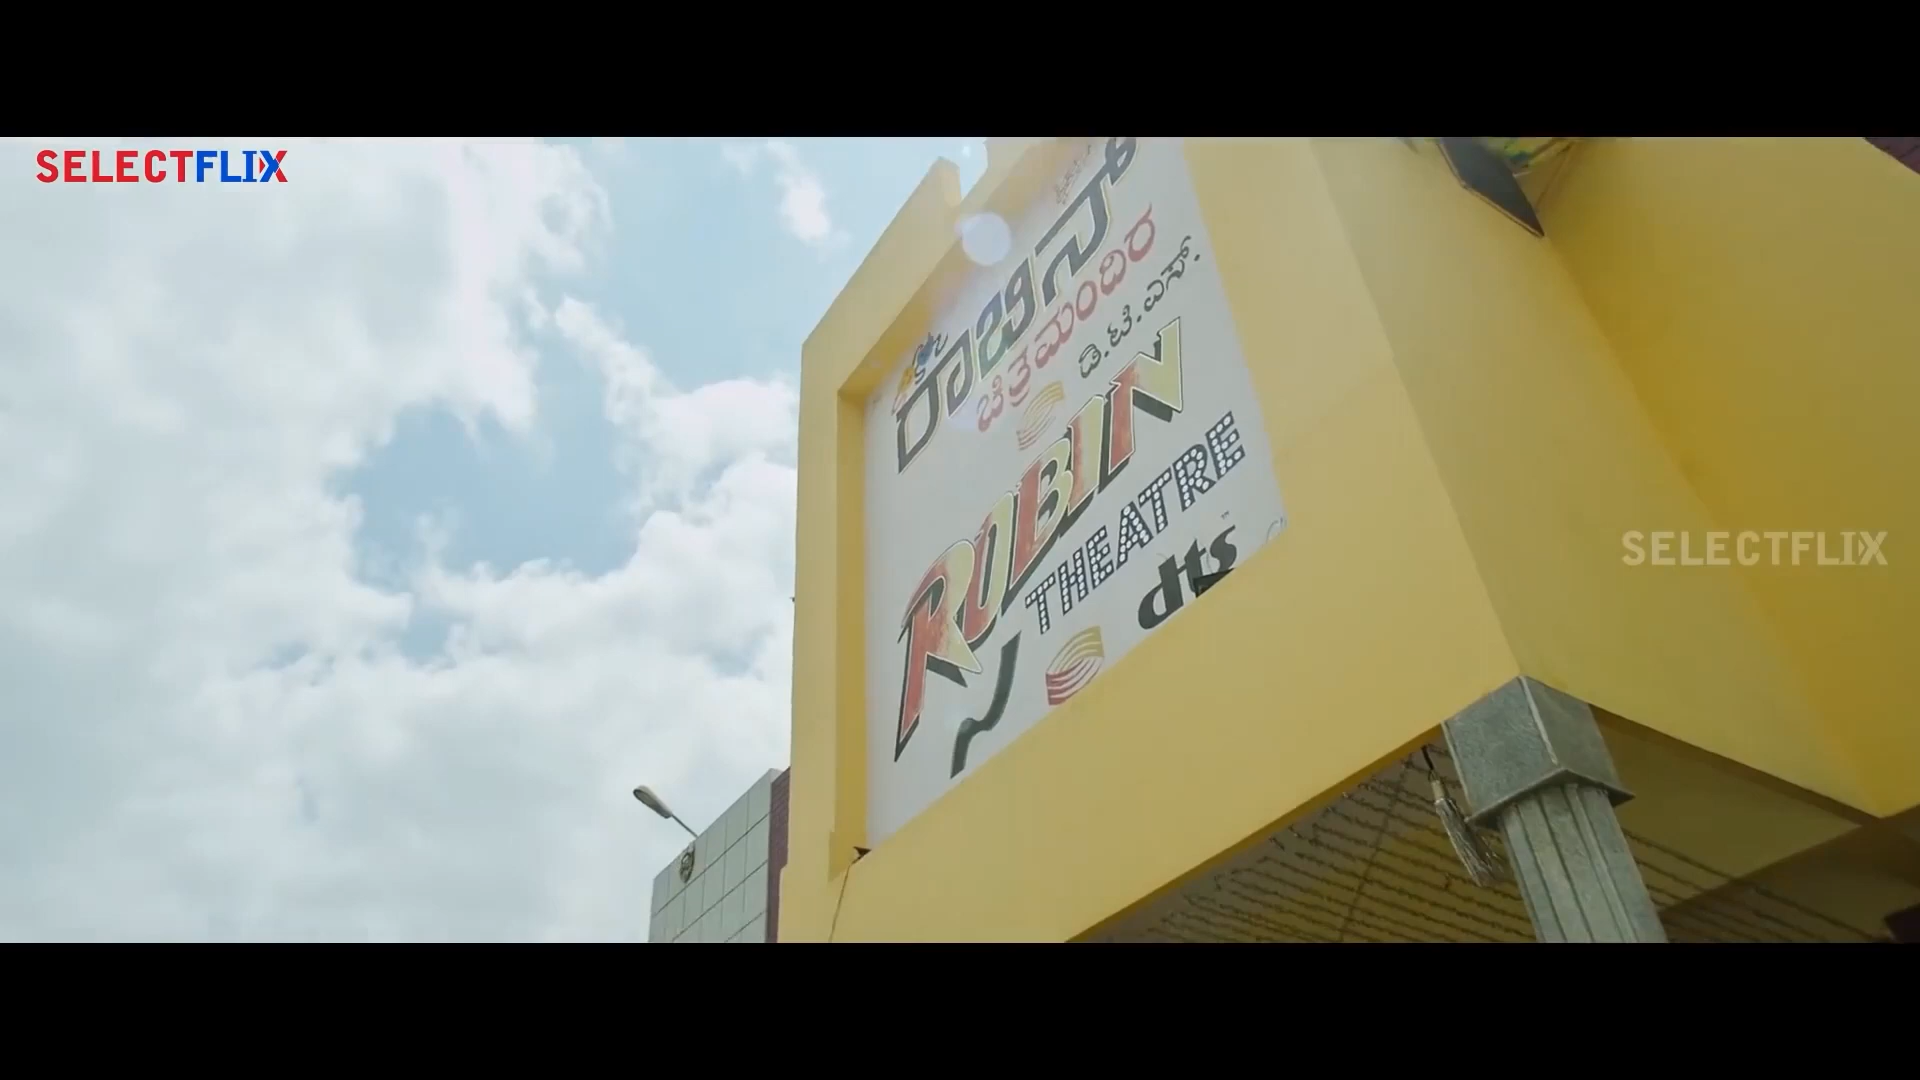 SELECTFLIX
ರಾಬಿನ್
ಚಿತ್ರಮಂದಿರ
ಡಿ.ಟಿ.ಎಸ್.
ROBIN
THEATRE
dts
SELECTFLIX